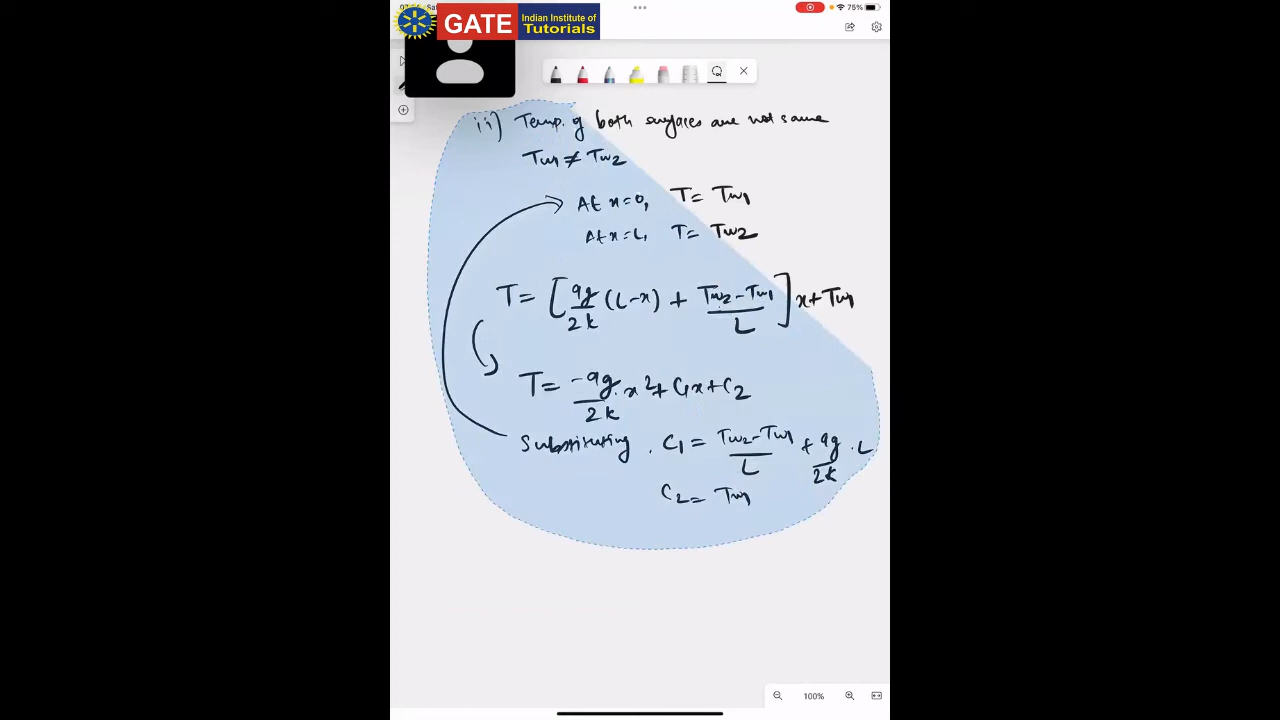 GATE Indian Institute of Tutorials
75%
ii) Temp. of both surfaces are not same
Tw1 ≠ Tw2
At x=0, T = Tw1
At x=L, T = Tw2
T = [qg/2k (L-x) + Tw2-Tw1/L] x + Tw1
T = -qg/2k . x² + C1x + C2
Substituting . C1 = Tw2-Tw1/L + qg/2k . L
C2 = Tw1
100%